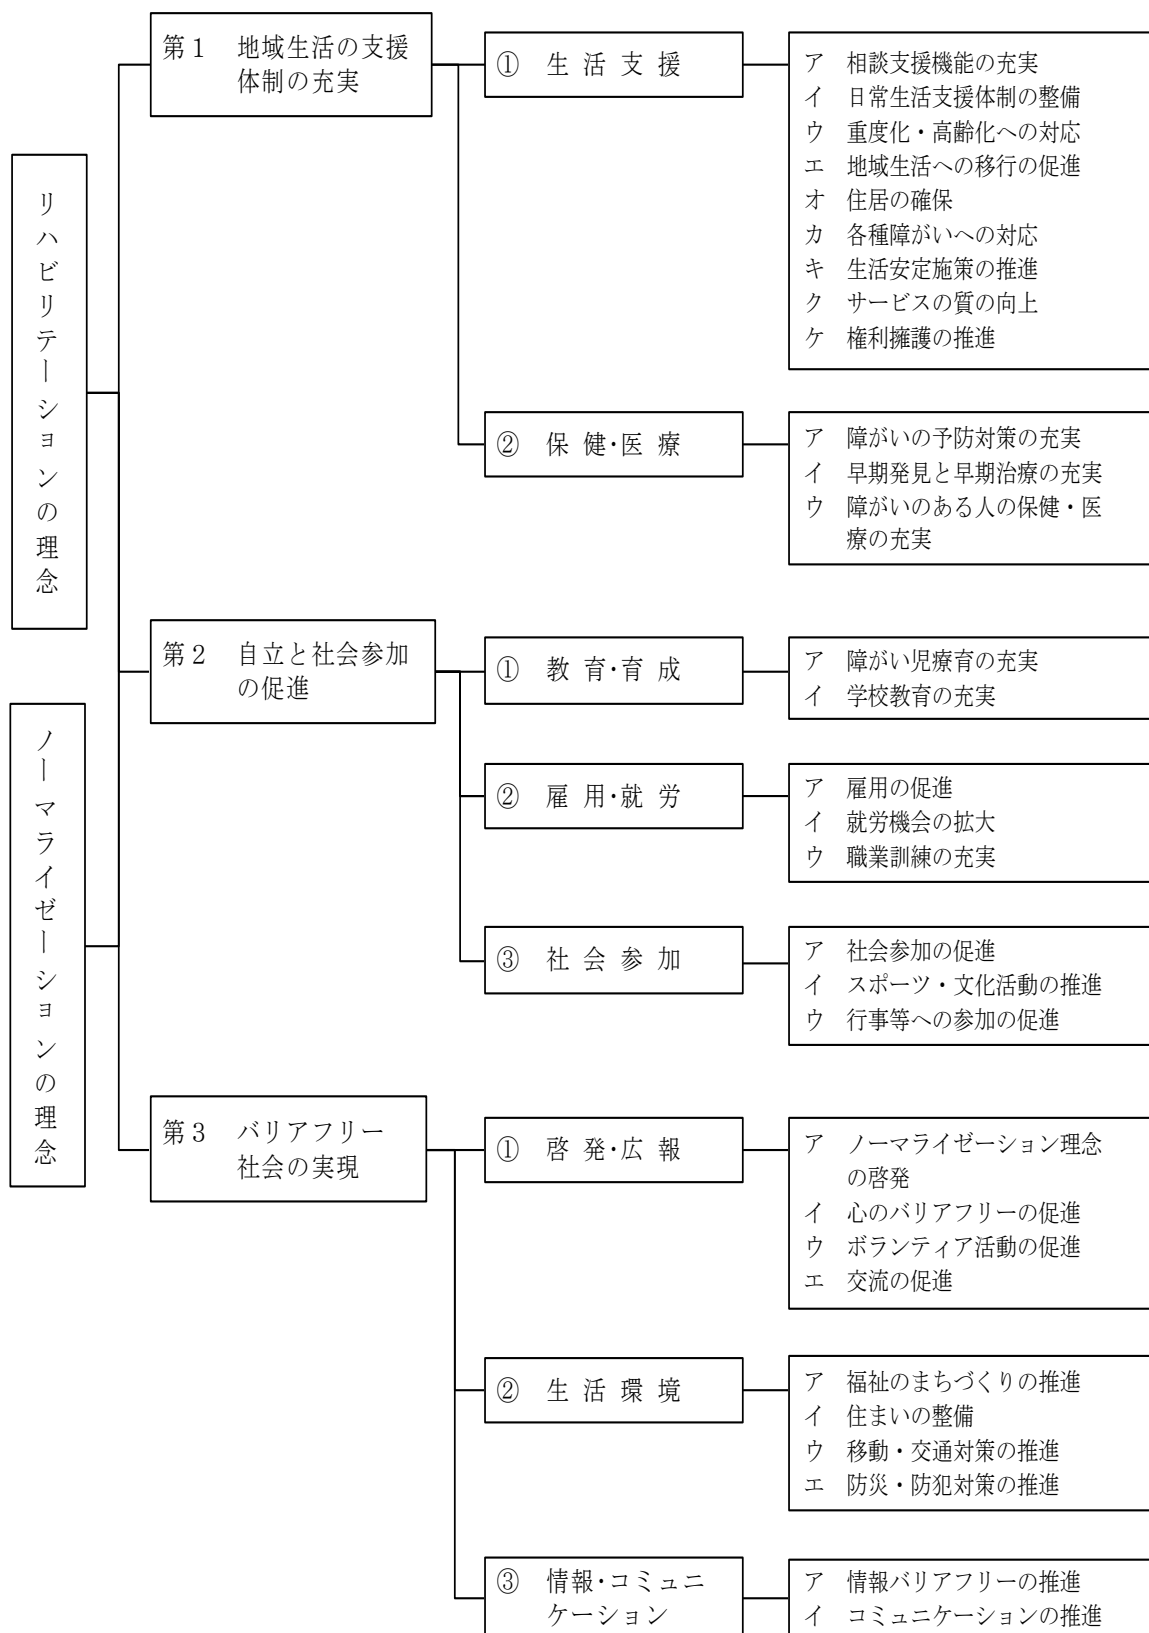 リハビリテーションの理念
ノーマライゼーションの理念
第1 地域生活の支援
体制の充実
① 生活支援
ア 相談支援機能の充実
イ 日常生活支援体制の整備
ウ 重度化・高齢化への対応
エ 地域生活への移行の促進
オ 住居の確保
カ 各種障がいへの対応
キ 生活安定施策の推進
ク サービスの質の向上
ケ 権利擁護の推進
② 保健・医療
ア 障がいの予防対策の充実
イ 早期発見と早期治療の充実
ウ 障がいのある人の保健・医
療の充実
第2 自立と社会参加
の促進
① 教育・育成
ア 障がい児療育の充実
イ 学校教育の充実
② 雇用・就労
ア 雇用の促進
イ 就労機会の拡大
ウ 職業訓練の充実
③ 社会参加
ア 社会参加の促進
イ スポーツ・文化活動の推進
ウ 行事等への参加の促進
第3 バリアフリー
社会の実現
① 啓発・広報
ア ノーマライゼーション理念
の啓発
イ 心のバリアフリーの促進
ウ ボランティア活動の促進
エ 交流の促進
② 生活環境
ア 福祉のまちづくりの推進
イ 住まいの整備
ウ 移動・交通対策の推進
エ 防災・防犯対策の推進
③ 情報・コミュニ
ケーション
ア 情報バリアフリーの推進
イ コミュニケーションの推進